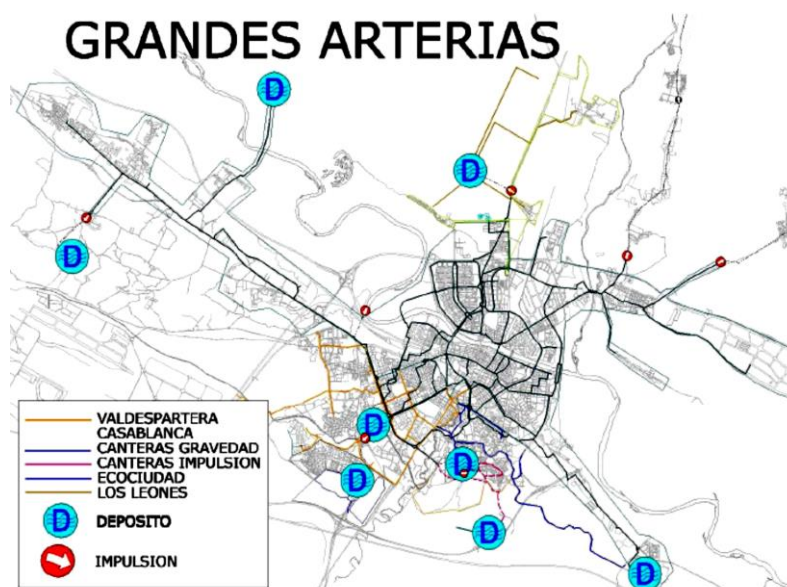 GRANDES ARTERIAS
D
D
D
D
D
D
D
D
VALDESPARTERA
CASABLANCA
CANTERAS GRAVEDAD
CANTERAS IMPULSION
ECOCIUDAD
LOS LEONES
D DEPOSITO
IMPULSION